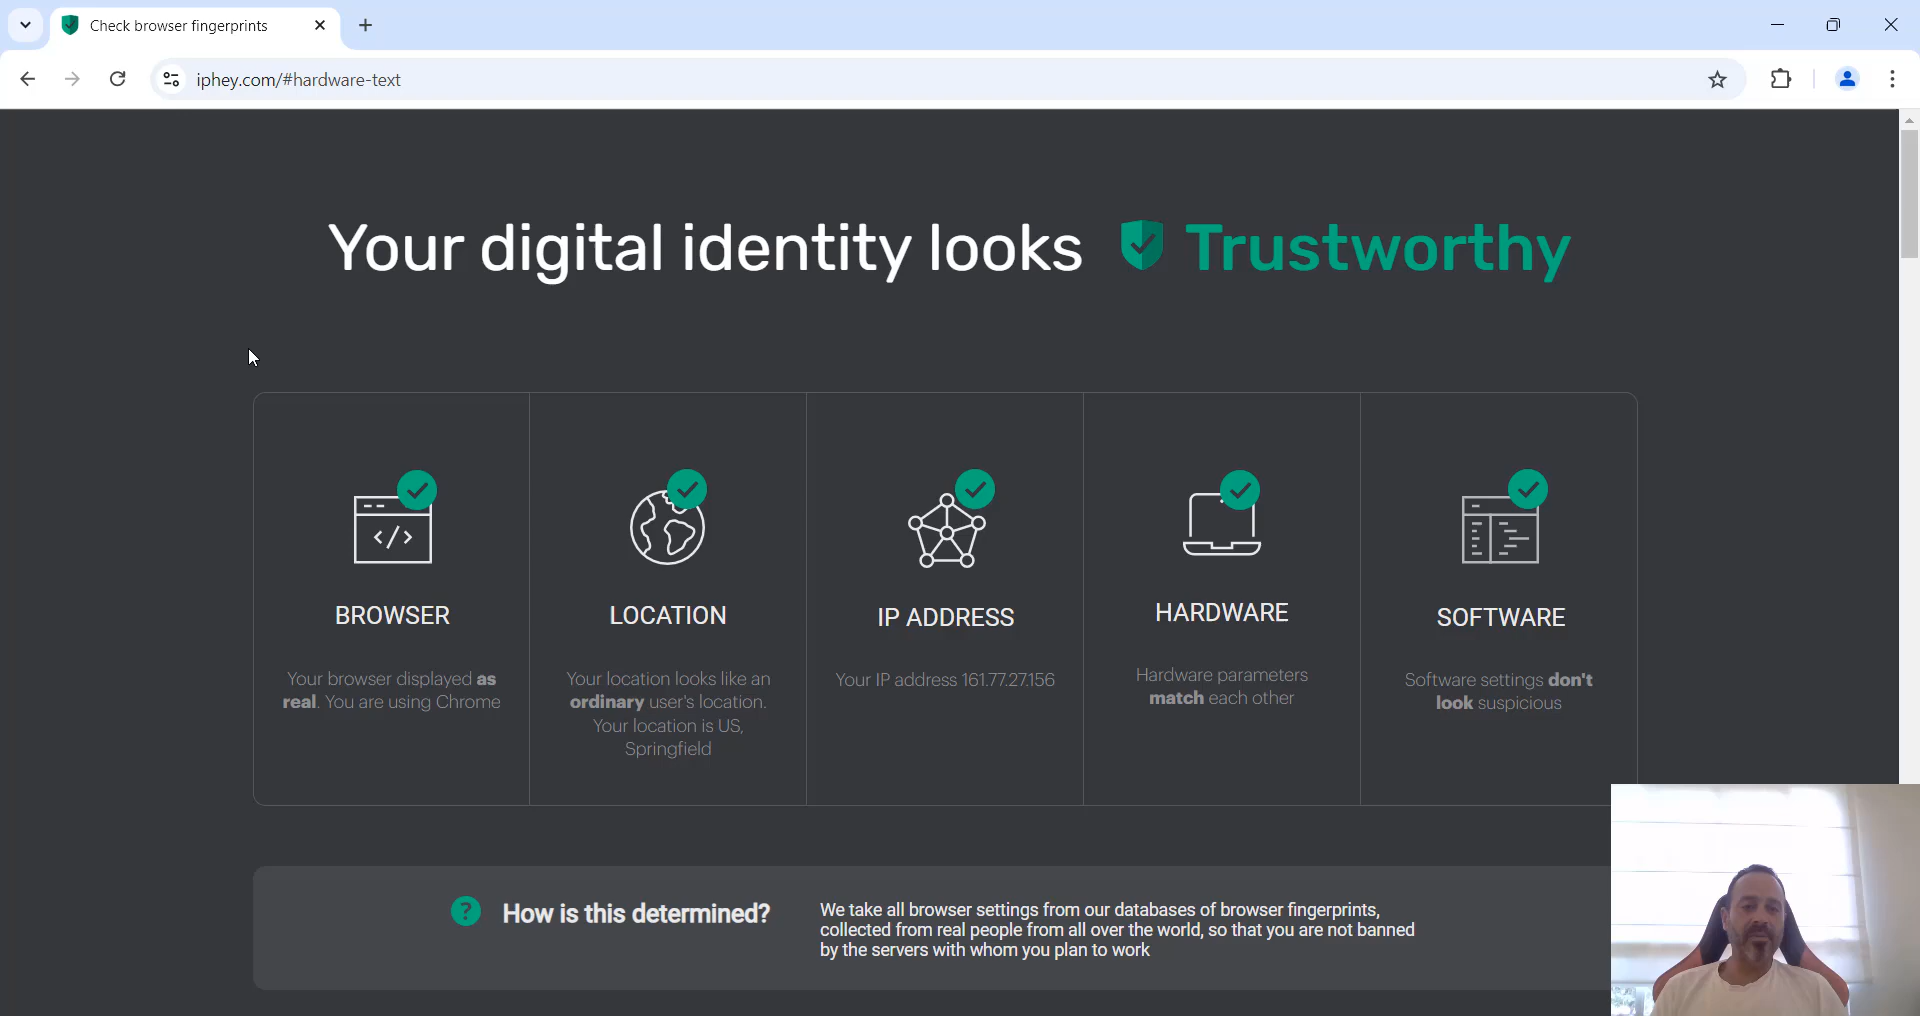 Check browser fingerprints
iphey.com/#hardware-text
Your digital identity looks Trustworthy
BROWSER
Your browser displayed as
real. You are using Chrome
LOCATION
Your location looks like an
ordinary user's location.
Your location is US,
Springfield
IP ADDRESS
Your IP address 161.77.27.156
HARDWARE
Hardware parameters
match each other
SOFTWARE
Software settings don't
look suspicious
? How is this determined?
We take all browser settings from our databases of browser fingerprints,
collected from real people from all over the world, so that you are not banned
by the servers with whom you plan to work